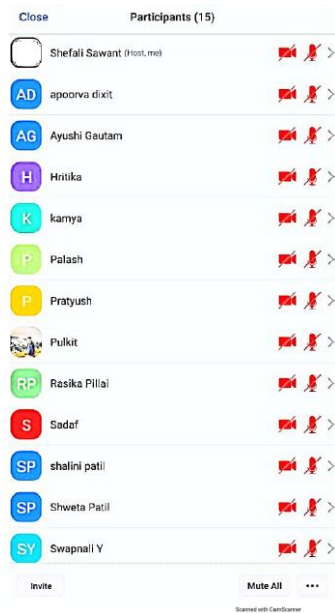 Close Participants (15)
Shefali Sawant (Host, me)
AD apoorva dixit
AG Ayushi Gautam
H Hritika
K kamya
P Palash
P Pratyush
Pulkit
RP Rasika Pillai
S Sadaf
SP shalini patil
SP Shweta Patil
SY Swapnali Y
Invite Mute All ...
Scanned with CamScanner